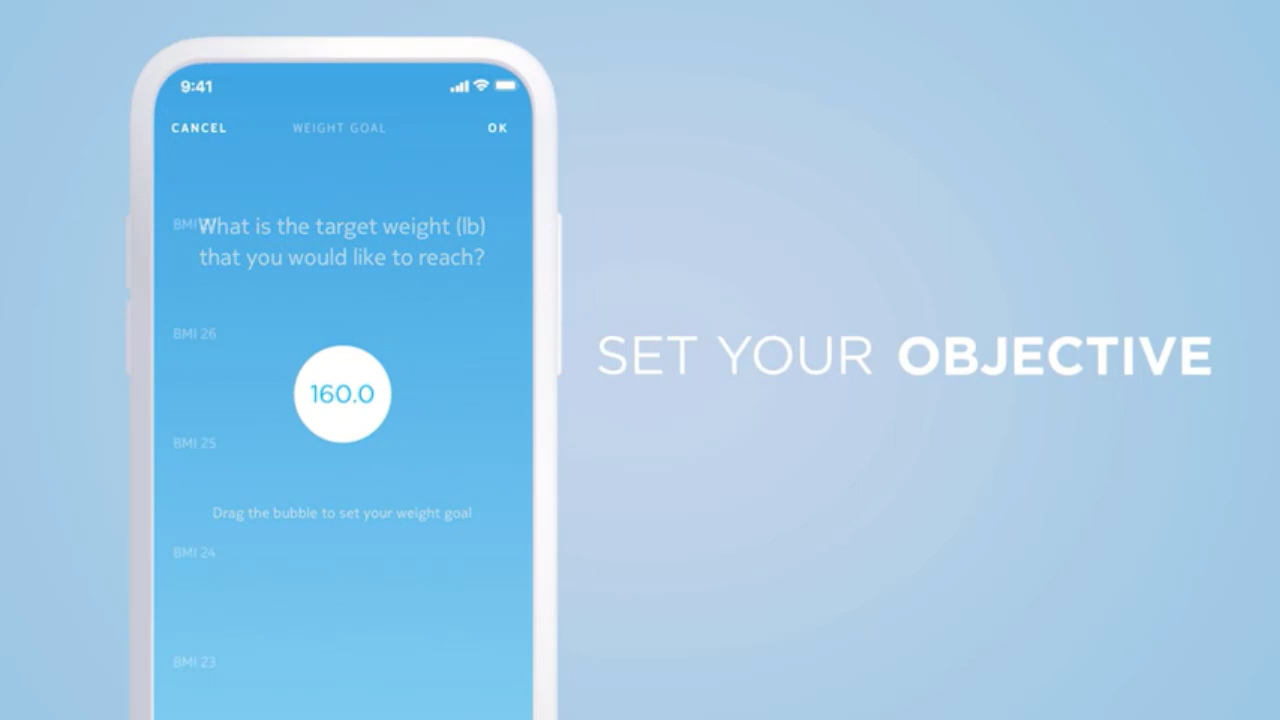 9:41
CANCEL WEIGHT GOAL OK
What is the target weight (lb)
that you would like to reach?
BMI 26
160.0
SET YOUR OBJECTIVE
BMI 25
Drag the bubble to set your weight goal
BMI 24
BMI 23